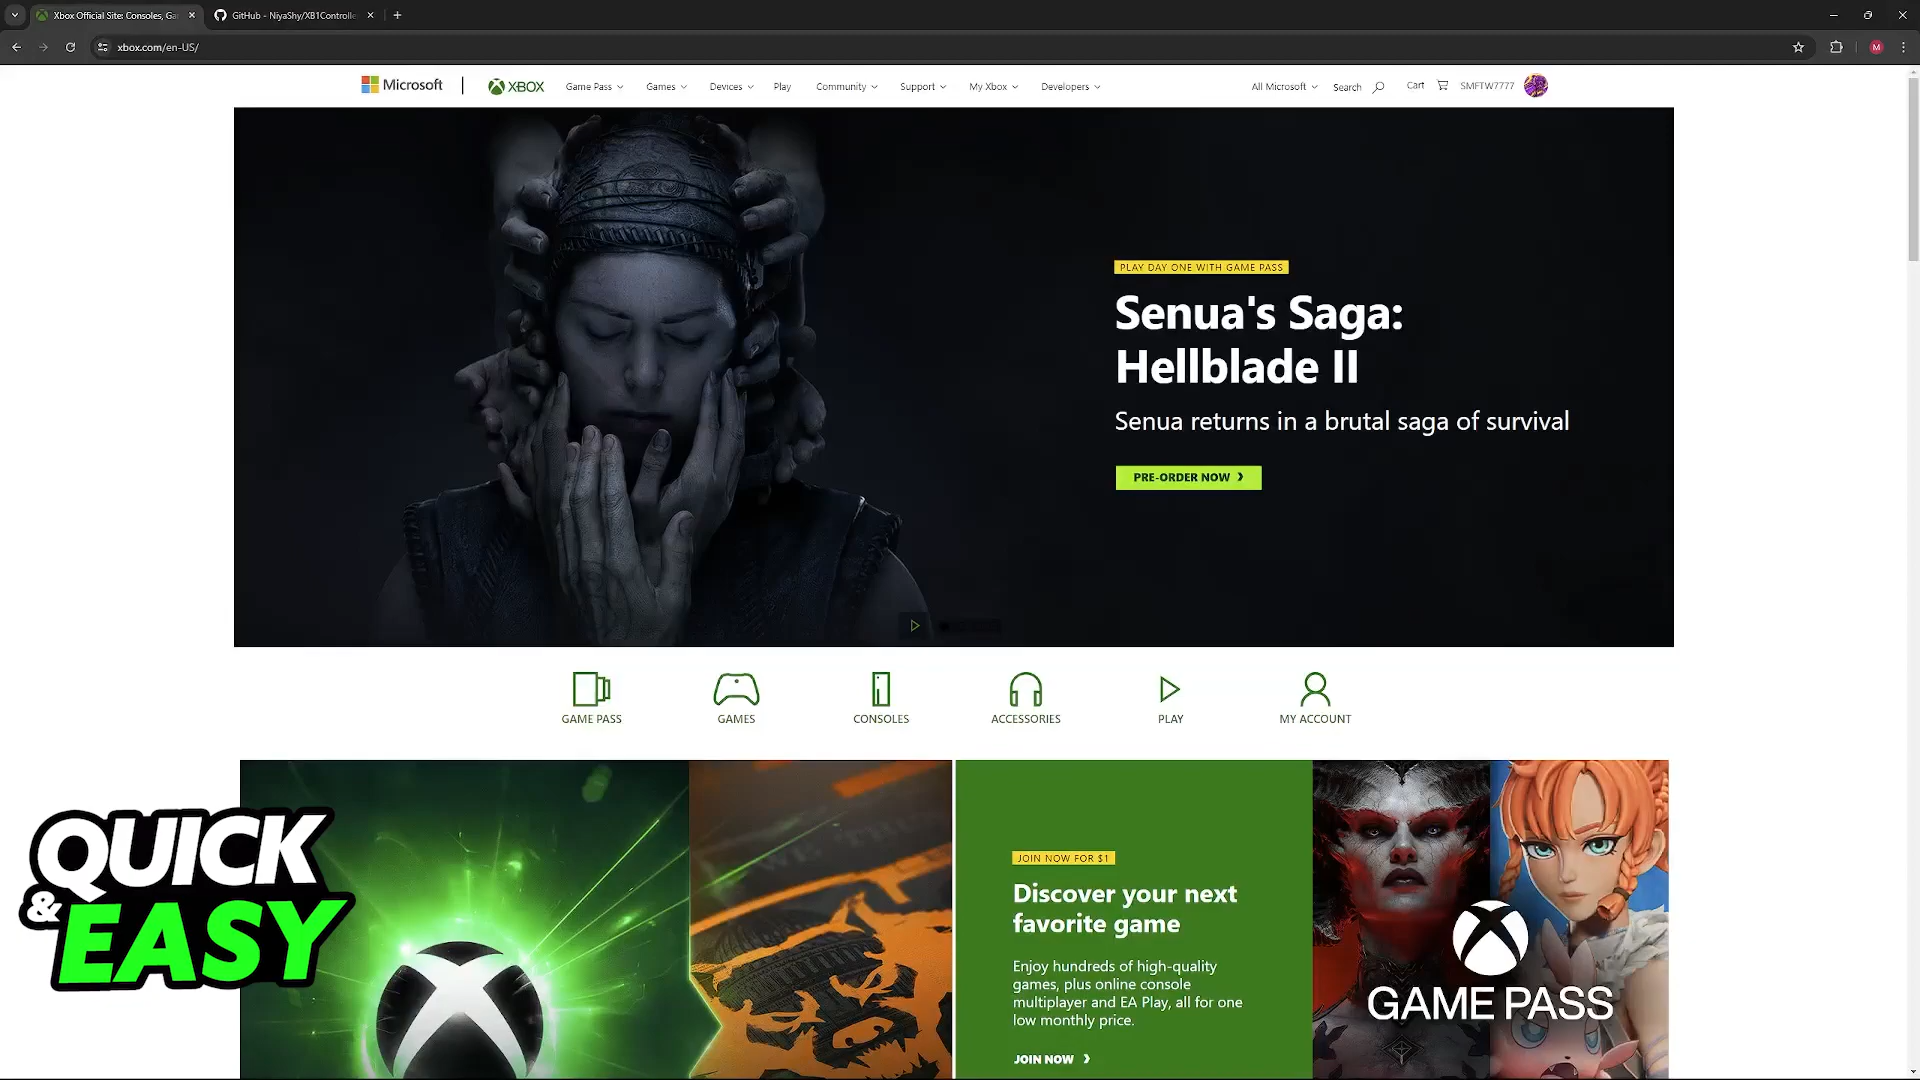 Xbox Official Site: Consoles, Ga
GitHub - NiyaShy/XB1Controlle
xbox.com/en-US/
M
Microsoft
XBOX
Game Pass
Games
Devices
Play
Community
Support
My Xbox
Developers
All Microsoft
Search
Cart
SMFTW7777
PLAY DAY ONE WITH GAME PASS
Senua's Saga:
Hellblade II
Senua returns in a brutal saga of survival
PRE-ORDER NOW
GAME PASS
GAMES
CONSOLES
ACCESSORIES
PLAY
MY ACCOUNT
QUICK
& EASY
JOIN NOW FOR $1
Discover your next
favorite game
Enjoy hundreds of high-quality
games, plus online console
multiplayer and EA Play, all for one
low monthly price.
JOIN NOW
GAME PASS